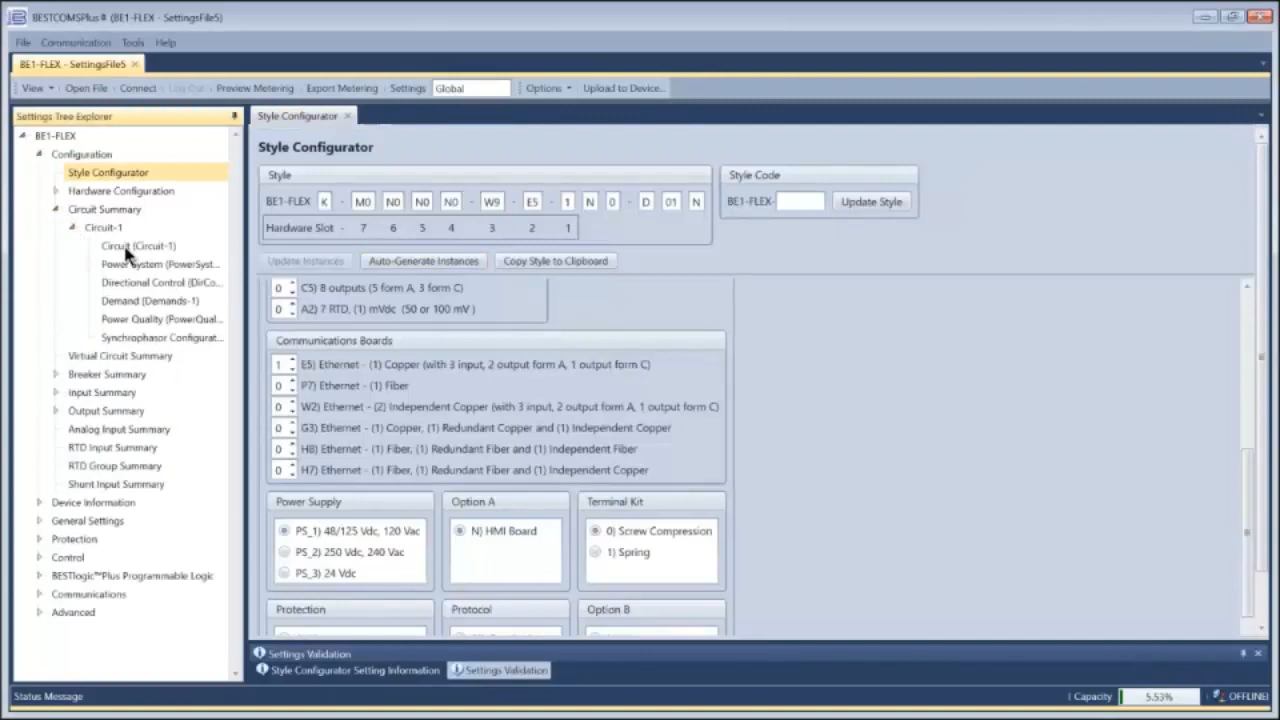 BESTCOMSPlus® (BE1-FLEX - SettingsFile5)
File Communication Tools Help
BE1-FLEX - SettingsFile5
View Open File Connect Log Out Preview Metering Export Metering Settings Global Options Upload to Device...
Settings Tree Explorer
BE1-FLEX
Configuration
Style Configurator
Hardware Configuration
Circuit Summary
Circuit-1
Circuit (Circuit-1)
Power System (PowerSyst...
Directional Control (DirCo...
Demand (Demands-1)
Power Quality (PowerQual...
Synchrophasor Configurat...
Virtual Circuit Summary
Breaker Summary
Input Summary
Output Summary
Analog Input Summary
RTD Input Summary
RTD Group Summary
Shunt Input Summary
Device Information
General Settings
Protection
Control
BESTlogic™Plus Programmable Logic
Communications
Advanced
Style Configurator
Style Configurator
Style
BE1-FLEX K - M0 N0 N0 N0 - W9 - E5 - 1 N 0 - D 01 N
Hardware Slot - 7 6 5 4 3 2 1
Style Code
BE1-FLEX- Update Style
Update Instances Auto-Generate Instances Copy Style to Clipboard
0 C5) 8 outputs (5 form A, 3 form C)
0 A2) 7 RTD, (1) mVdc (50 or 100 mV )
Communications Boards
1 E5) Ethernet - (1) Copper (with 3 input, 2 output form A, 1 output form C)
0 P7) Ethernet - (1) Fiber
0 W2) Ethernet - (2) Independent Copper (with 3 input, 2 output form A, 1 output form C)
0 G3) Ethernet - (1) Copper, (1) Redundant Copper and (1) Independent Copper
0 H8) Ethernet - (1) Fiber, (1) Redundant Fiber and (1) Independent Fiber
0 H7) Ethernet - (1) Fiber, (1) Redundant Fiber and (1) Independent Copper
Power Supply
PS_1) 48/125 Vdc, 120 Vac
PS_2) 250 Vdc, 240 Vac
PS_3) 24 Vdc
Option A
N) HMI Board
Terminal Kit
0) Screw Compression
1) Spring
Protection Protocol Option B
Settings Validation
Style Configurator Setting Information Settings Validation
Status Message Capacity 5.53% OFFLINE